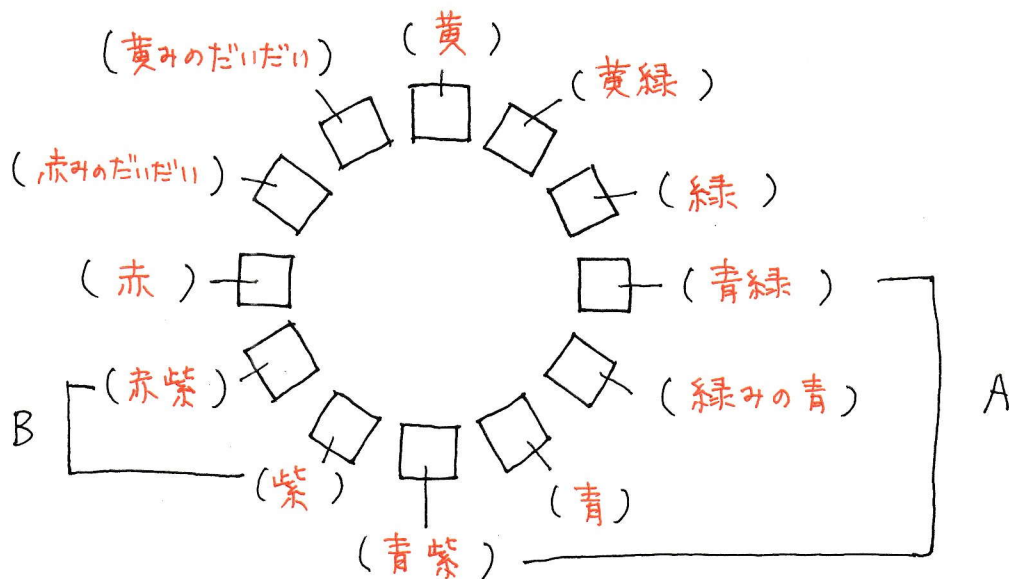 (黄)
(黄みのだいだい)
(黄緑)
(赤みのだいだい)
(緑)
(赤)
(青緑)
(赤紫)
(緑みの青)
A
B
(紫)
(青)
(青紫)